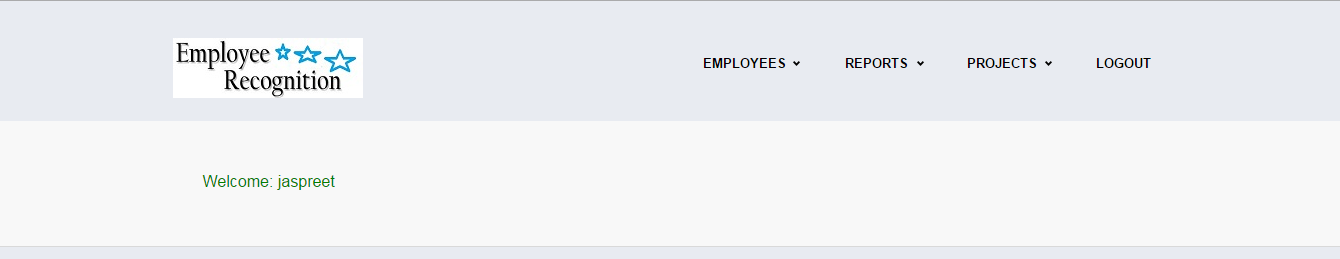 Employee
Recognition
EMPLOYEES
REPORTS
PROJECTS
LOGOUT
Welcome: jaspreet